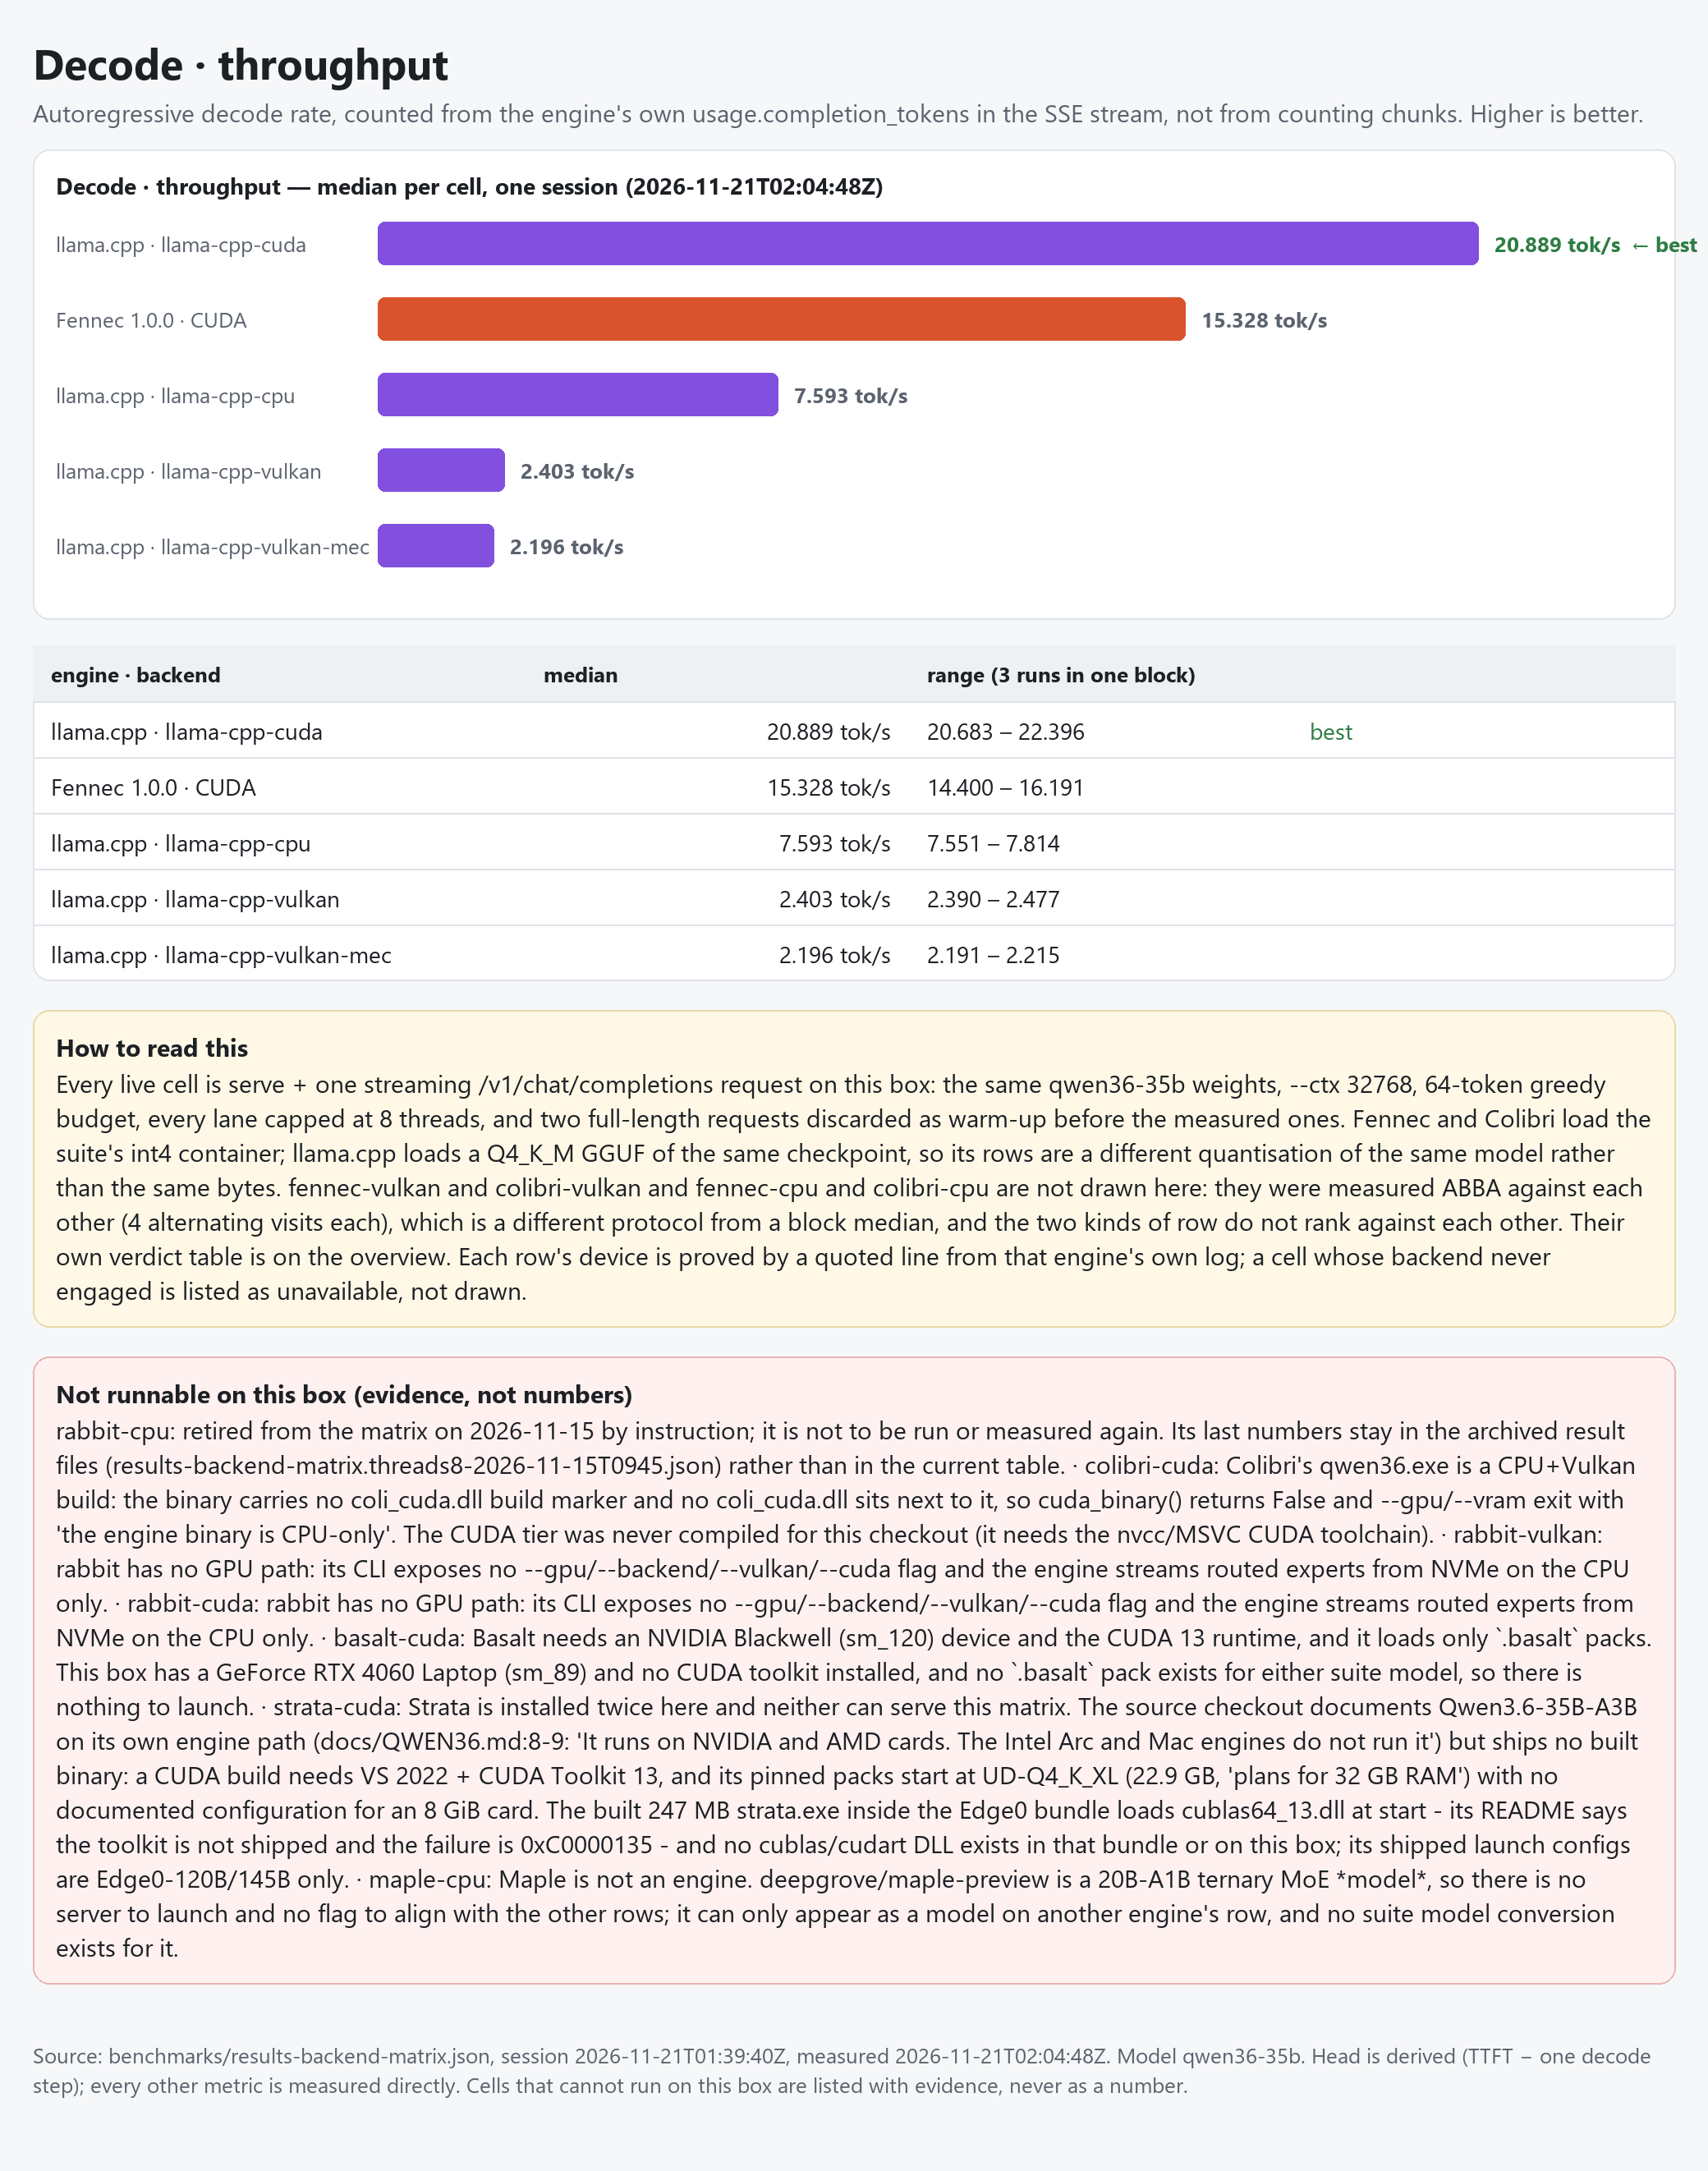 Decode · throughput
Autoregressive decode rate, counted from the engine's own usage.completion_tokens in the SSE stream, not from counting chunks. Higher is better.
Decode · throughput — median per cell, one session (2026-11-21T02:04:48Z)
llama.cpp · llama-cpp-cuda 20.889 tok/s ← best
Fennec 1.0.0 · CUDA 15.328 tok/s
llama.cpp · llama-cpp-cpu 7.593 tok/s
llama.cpp · llama-cpp-vulkan 2.403 tok/s
llama.cpp · llama-cpp-vulkan-mec 2.196 tok/s
engine · backend median range (3 runs in one block)
llama.cpp · llama-cpp-cuda 20.889 tok/s 20.683 – 22.396 best
Fennec 1.0.0 · CUDA 15.328 tok/s 14.400 – 16.191
llama.cpp · llama-cpp-cpu 7.593 tok/s 7.551 – 7.814
llama.cpp · llama-cpp-vulkan 2.403 tok/s 2.390 – 2.477
llama.cpp · llama-cpp-vulkan-mec 2.196 tok/s 2.191 – 2.215
How to read this
Every live cell is serve + one streaming /v1/chat/completions request on this box: the same qwen36-35b weights, --ctx 32768, 64-token greedy
budget, every lane capped at 8 threads, and two full-length requests discarded as warm-up before the measured ones. Fennec and Colibri load the
suite's int4 container; llama.cpp loads a Q4_K_M GGUF of the same checkpoint, so its rows are a different quantisation of the same model rather
than the same bytes. fennec-vulkan and colibri-vulkan and fennec-cpu and colibri-cpu are not drawn here: they were measured ABBA against each
other (4 alternating visits each), which is a different protocol from a block median, and the two kinds of row do not rank against each other. Their
own verdict table is on the overview. Each row's device is proved by a quoted line from that engine's own log; a cell whose backend never
engaged is listed as unavailable, not drawn.
Not runnable on this box (evidence, not numbers)
rabbit-cpu: retired from the matrix on 2026-11-15 by instruction; it is not to be run or measured again. Its last numbers stay in the archived result
files (results-backend-matrix.threads8-2026-11-15T0945.json) rather than in the current table. · colibri-cuda: Colibri's qwen36.exe is a CPU+Vulkan
build: the binary carries no coli_cuda.dll build marker and no coli_cuda.dll sits next to it, so cuda_binary() returns False and --gpu/--vram exit with
'the engine binary is CPU-only'. The CUDA tier was never compiled for this checkout (it needs the nvcc/MSVC CUDA toolchain). · rabbit-vulkan:
rabbit has no GPU path: its CLI exposes no --gpu/--backend/--vulkan/--cuda flag and the engine streams routed experts from NVMe on the CPU
only. · rabbit-cuda: rabbit has no GPU path: its CLI exposes no --gpu/--backend/--vulkan/--cuda flag and the engine streams routed experts from
NVMe on the CPU only. · basalt-cuda: Basalt needs an NVIDIA Blackwell (sm_120) device and the CUDA 13 runtime, and it loads only `.basalt` packs.
This box has a GeForce RTX 4060 Laptop (sm_89) and no CUDA toolkit installed, and no `.basalt` pack exists for either suite model, so there is
nothing to launch. · strata-cuda: Strata is installed twice here and neither can serve this matrix. The source checkout documents Qwen3.6-35B-A3B
on its own engine path (docs/QWEN36.md:8-9: 'It runs on NVIDIA and AMD cards. The Intel Arc and Mac engines do not run it') but ships no built
binary: a CUDA build needs VS 2022 + CUDA Toolkit 13, and its pinned packs start at UD-Q4_K_XL (22.9 GB, 'plans for 32 GB RAM') with no
documented configuration for an 8 GiB card. The built 247 MB strata.exe inside the Edge0 bundle loads cublas64_13.dll at start - its README says
the toolkit is not shipped and the failure is 0xC0000135 - and no cublas/cudart DLL exists in that bundle or on this box; its shipped launch configs
are Edge0-120B/145B only. · maple-cpu: Maple is not an engine. deepgrove/maple-preview is a 20B-A1B ternary MoE *model*, so there is no
server to launch and no flag to align with the other rows; it can only appear as a model on another engine's row, and no suite model conversion
exists for it.
Source: benchmarks/results-backend-matrix.json, session 2026-11-21T01:39:40Z, measured 2026-11-21T02:04:48Z. Model qwen36-35b. Head is derived (TTFT − one decode
step); every other metric is measured directly. Cells that cannot run on this box are listed with evidence, never as a number.